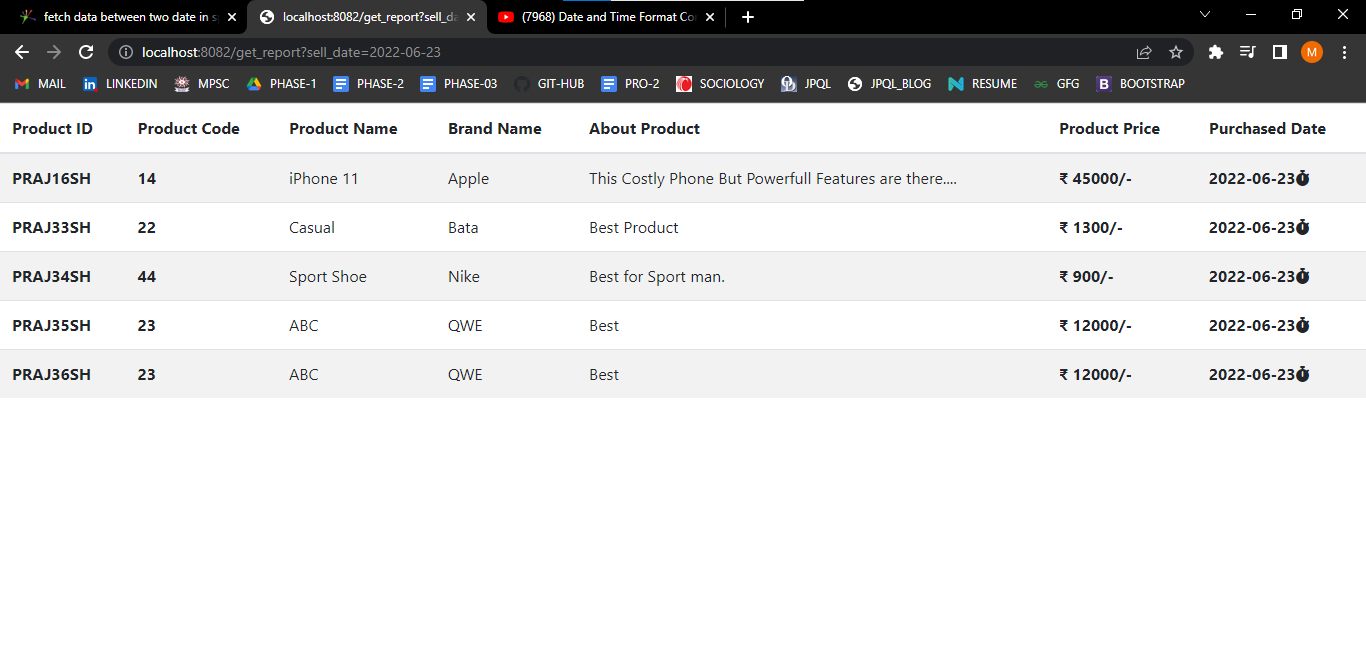 fetch data between two date in s
localhost:8082/get_report?sell_da
(7968) Date and Time Format Co
localhost:8082/get_report?sell_date=2022-06-23
M
MAIL LINKEDIN MPSC PHASE-1 PHASE-2 PHASE-03 GIT-HUB PRO-2 SOCIOLOGY JPQL JPQL_BLOG RESUME GFG B BOOTSTRAP
Product ID Product Code Product Name Brand Name About Product Product Price Purchased Date
PRAJ16SH 14 iPhone 11 Apple This Costly Phone But Powerfull Features are there.... ₹ 45000/- 2022-06-23
PRAJ33SH 22 Casual Bata Best Product ₹ 1300/- 2022-06-23
PRAJ34SH 44 Sport Shoe Nike Best for Sport man. ₹ 900/- 2022-06-23
PRAJ35SH 23 ABC QWE Best ₹ 12000/- 2022-06-23
PRAJ36SH 23 ABC QWE Best ₹ 12000/- 2022-06-23